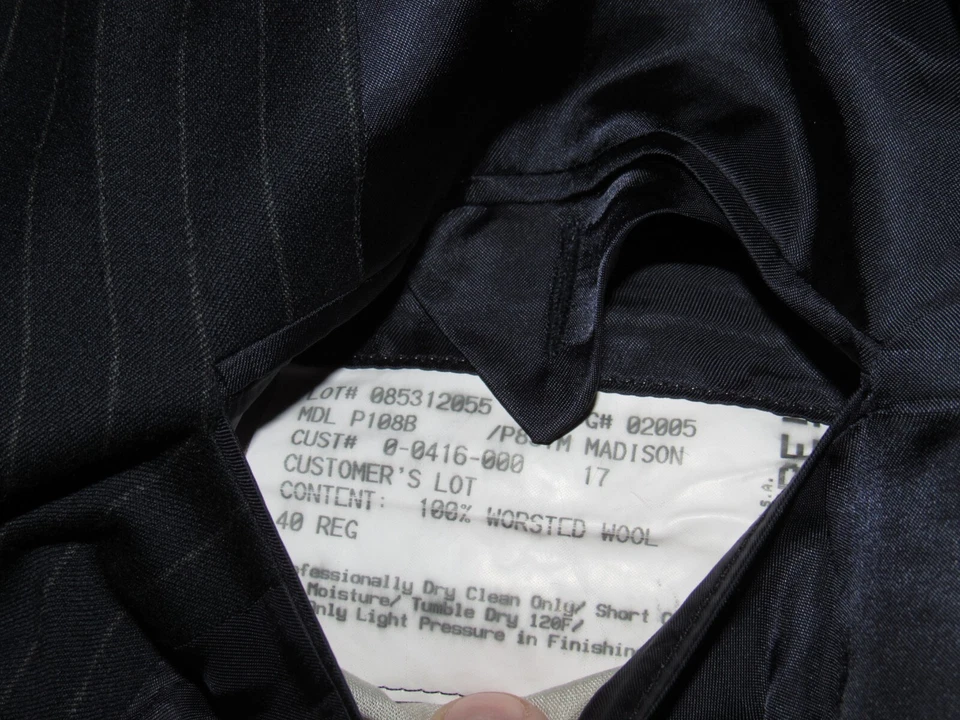 LOT# 085312055 G# 02005
MDL P108B /P8 M MADISON
CUST# 0-0416-000 17
CUSTOMER'S LOT
CONTENT: 100% WORSTED WOOL
40 REG
Professionally Dry Clean Only/ Short
Moisture/ Tumble Dry 120F/
Only Light Pressure in Finishing
S.A.